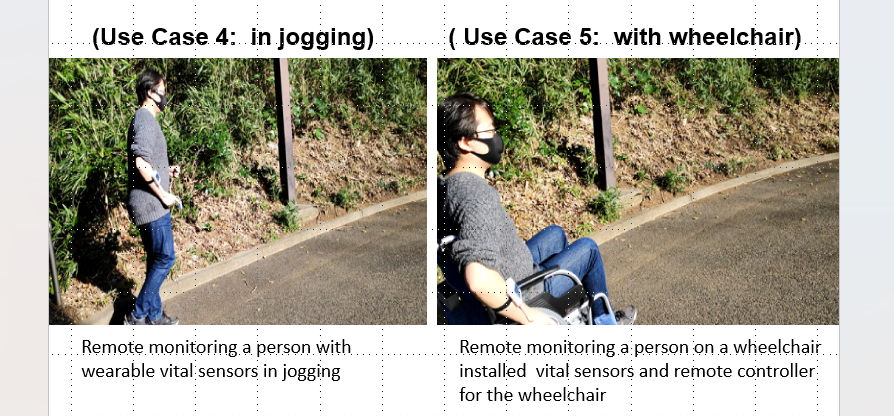 (Use Case 4:  in jogging)
( Use Case 5:  with wheelchair)
Remote monitoring a person with
wearable vital sensors in jogging
Remote monitoring a person on a wheelchair
installed  vital sensors and remote controller
for the wheelchair